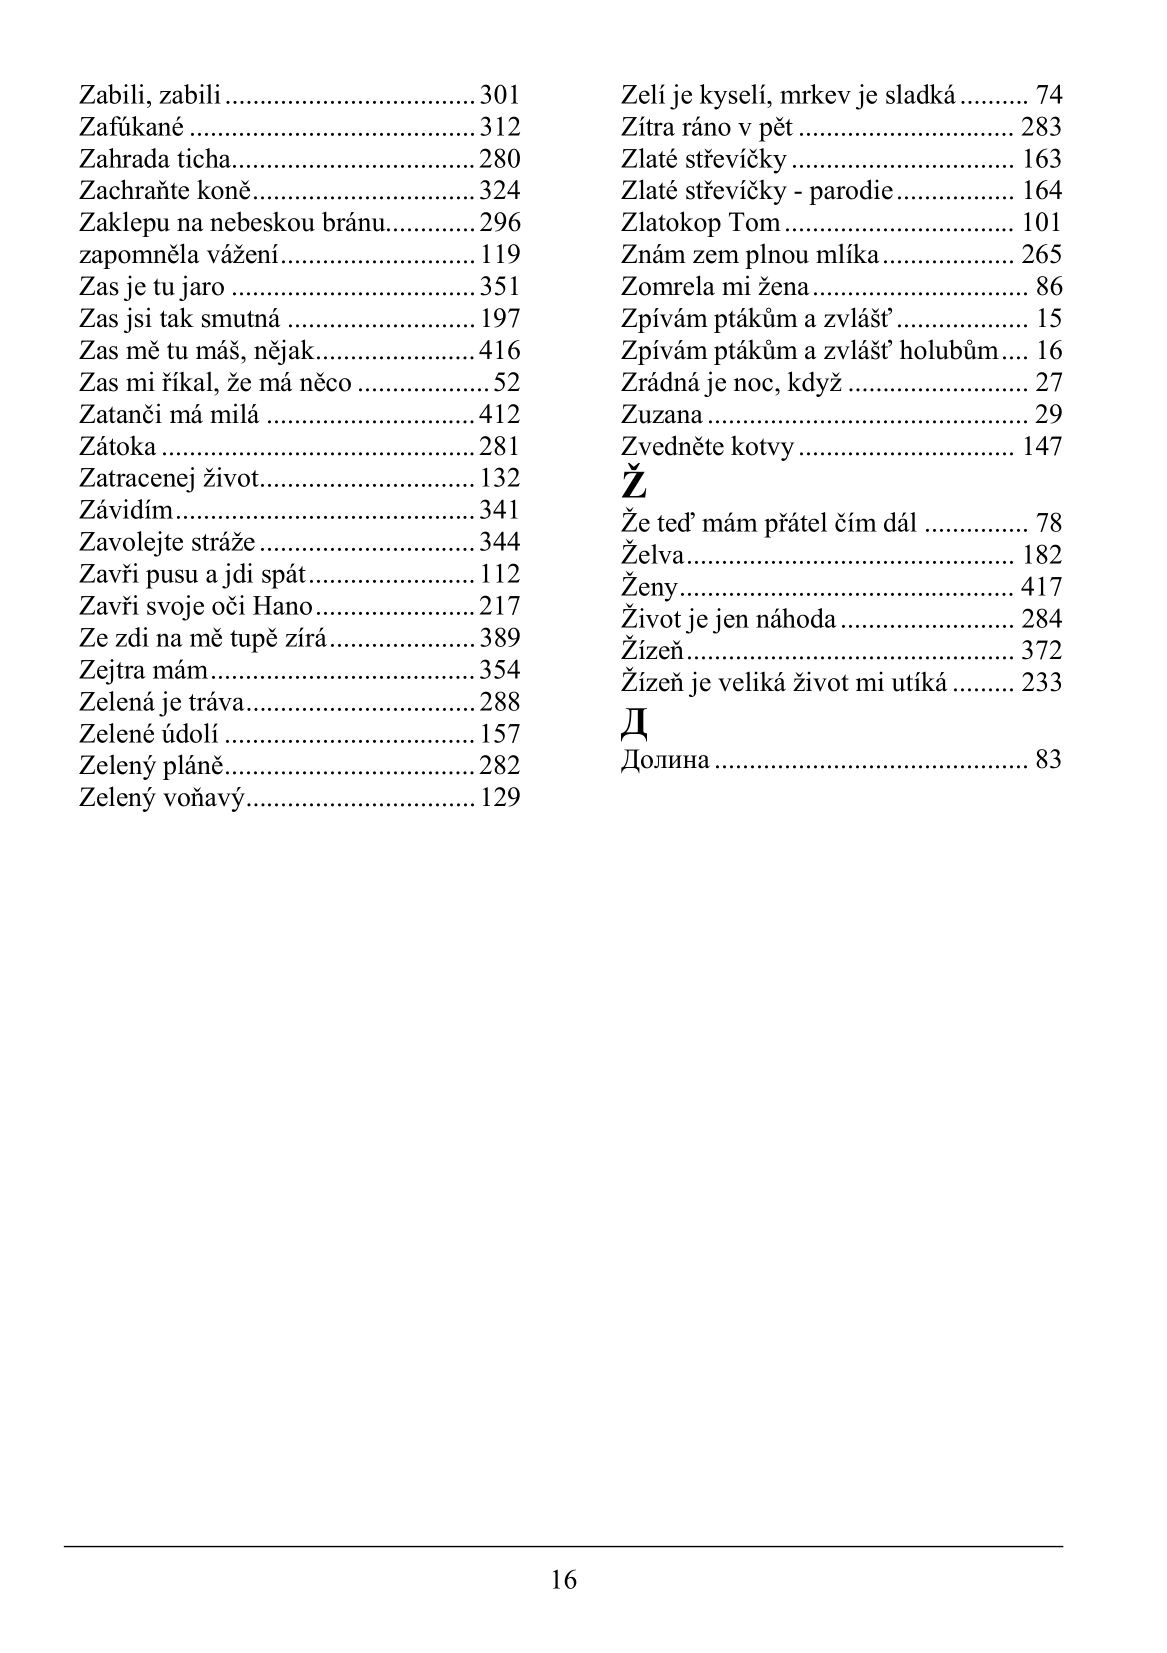 Zabili, zabili.................................... 301
Zafúkané ......................................... 312
Zahrada ticha................................... 280
Zachraňte koně................................ 324
Zaklepu na nebeskou bránu............. 296
zapomněla vážení............................ 119
Zas je tu jaro ................................... 351
Zas jsi tak smutná ........................... 197
Zas mě tu máš, nějak....................... 416
Zas mi říkal, že má něco ................... 52
Zatanči má milá .............................. 412
Zátoka ............................................. 281
Zatracenej život............................... 132
Závidím........................................... 341
Zavolejte stráže ............................... 344
Zavři pusu a jdi spát........................ 112
Zavři svoje oči Hano....................... 217
Ze zdi na mě tupě zírá..................... 389
Zejtra mám...................................... 354
Zelená je tráva................................. 288
Zelené údolí .................................... 157
Zelený pláně.................................... 282
Zelený voňavý................................. 129
Zelí je kyselí, mrkev je sladká .......... 74
Zítra ráno v pět ............................... 283
Zlaté střevíčky ................................ 163
Zlaté střevíčky - parodie................. 164
Zlatokop Tom ................................. 101
Znám zem plnou mlíka................... 265
Zomrela mi žena............................... 86
Zpívám ptákům a zvlášť................... 15
Zpívám ptákům a zvlášť holubům.... 16
Zrádná je noc, když .......................... 27
Zuzana .............................................. 29
Zvedněte kotvy ............................... 147
Ž
Že teď mám přátel čím dál ............... 78
Želva............................................... 182
Ženy................................................ 417
Život je jen náhoda ......................... 284
Žízeň............................................... 372
Žízeň je veliká život mi utíká ......... 233
Д
Долина ............................................. 83
16